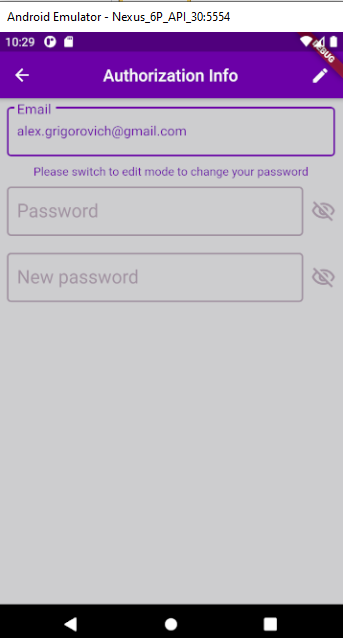 Android Emulator - Nexus_6P_API_30:5554
10:29
DEBUG
Authorization Info
Email
alex.grigorovich@gmail.com
Please switch to edit mode to change your password
Password
New password